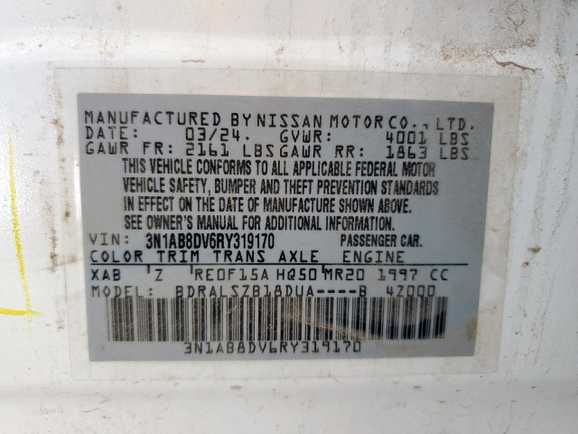 MANUFACTURED BY NISSAN MOTOR CO., LTD.
DATE: 03/24. GVWR: 4001 LBS
GAWR FR: 2161 LBS GAWR RR: 1863 LBS
THIS VEHICLE CONFORMS TO ALL APPLICABLE FEDERAL MOTOR
VEHICLE SAFETY, BUMPER AND THEFT PREVENTION STANDARDS
IN EFFECT ON THE DATE OF MANUFACTURE SHOWN ABOVE.
SEE OWNER'S MANUAL FOR ADDITIONAL INFORMATION.
VIN: 3N1AB8DV6RY319170 PASSENGER CAR.
COLOR TRIM TRANS AXLE ENGINE
XAB Z RE0F15A HQ50 MR20 1997 CC
MODEL: BDRALSZB18DUA----B 4Z000
3N1AB8DV6RY319170